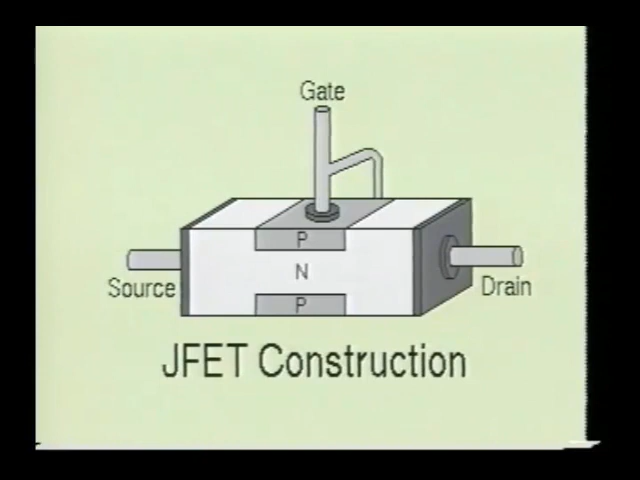 Gate
P
N
Source
Drain
P
JFET Construction